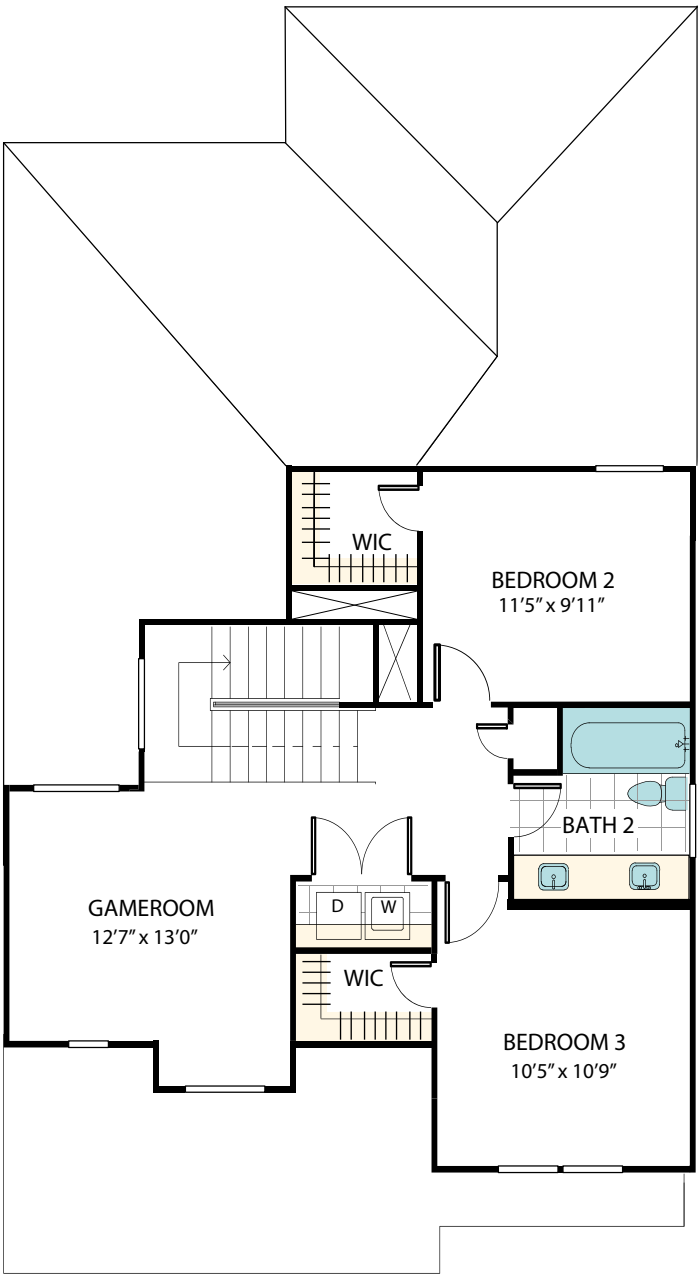 WIC
BEDROOM 2
11’5” x 9’11”
BATH 2
GAMEROOM
12’7” x 13’0”
D
W
WIC
BEDROOM 3
10’5” x 10’9”